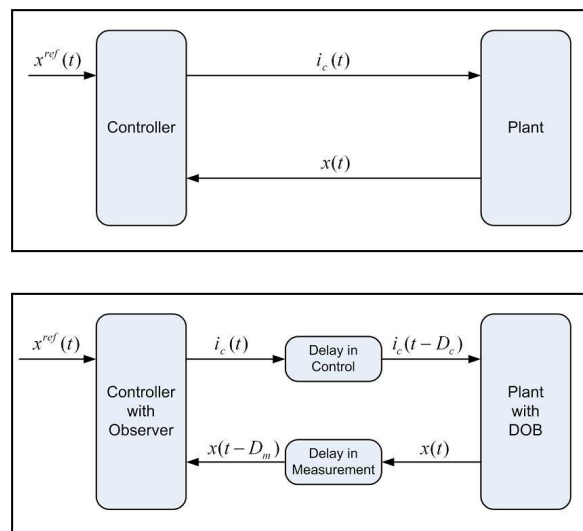 x^{ref}(t)
i_c(t)
Controller
Plant
x(t)
x^{ref}(t)
i_c(t)
Delay in
Control
i_c(t − D_c)
Controller
with
Observer
Plant
with
DOB
x(t − D_m)
Delay in
Measurement
x(t)